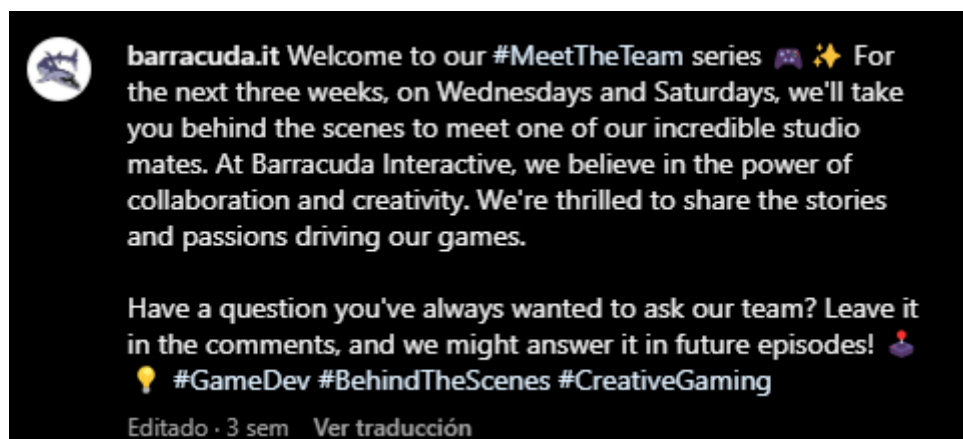 barracuda.it Welcome to our #MeetTheTeam series 🎮 ✨ For
the next three weeks, on Wednesdays and Saturdays, we'll take
you behind the scenes to meet one of our incredible studio
mates. At Barracuda Interactive, we believe in the power of
collaboration and creativity. We're thrilled to share the stories
and passions driving our games.
Have a question you've always wanted to ask our team? Leave it
in the comments, and we might answer it in future episodes! 🕹️
💡 #GameDev #BehindTheScenes #CreativeGaming
Editado · 3 sem Ver traducción